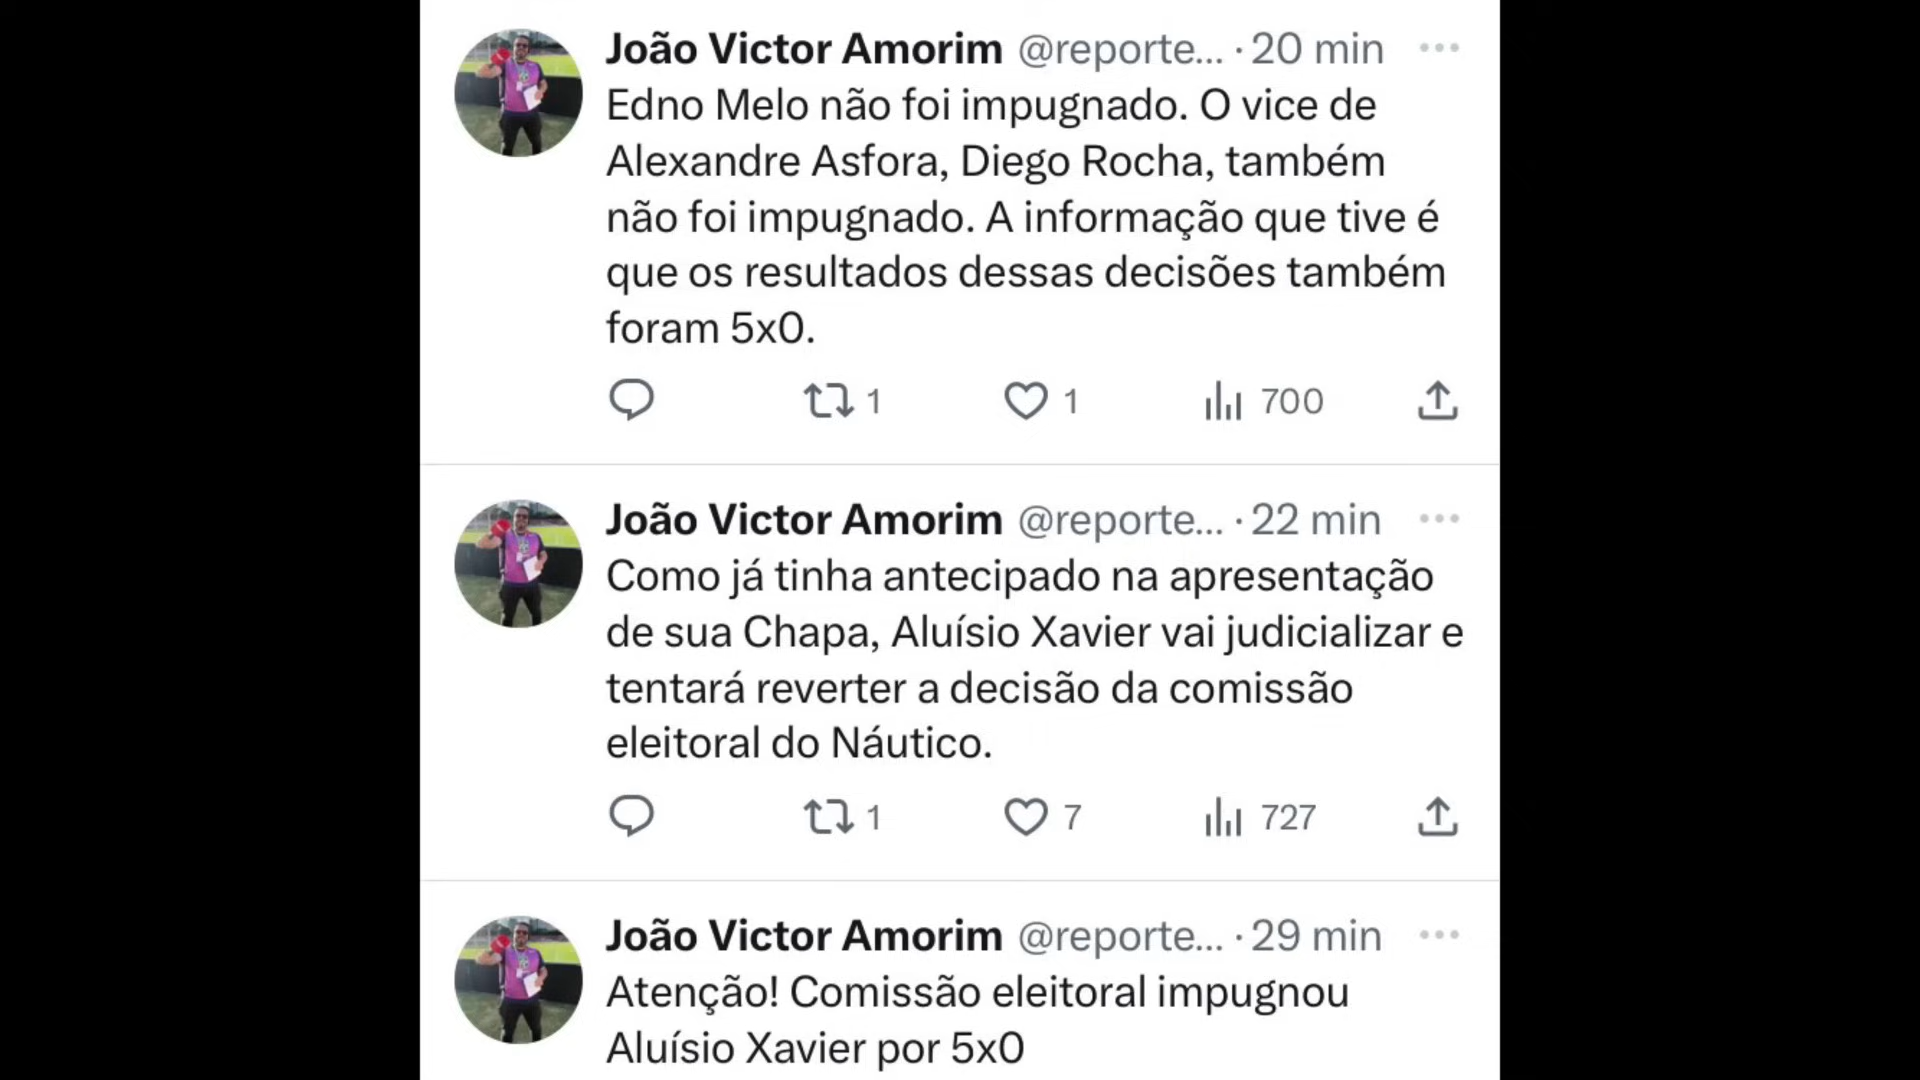 João Victor Amorim @reporte... · 20 min
Edno Melo não foi impugnado. O vice de
Alexandre Asfora, Diego Rocha, também
não foi impugnado. A informação que tive é
que os resultados dessas decisões também
foram 5x0.
1 1 700
João Victor Amorim @reporte... · 22 min
Como já tinha antecipado na apresentação
de sua Chapa, Aluísio Xavier vai judicializar e
tentará reverter a decisão da comissão
eleitoral do Náutico.
1 7 727
João Victor Amorim @reporte... · 29 min
Atenção! Comissão eleitoral impugnou
Aluísio Xavier por 5x0